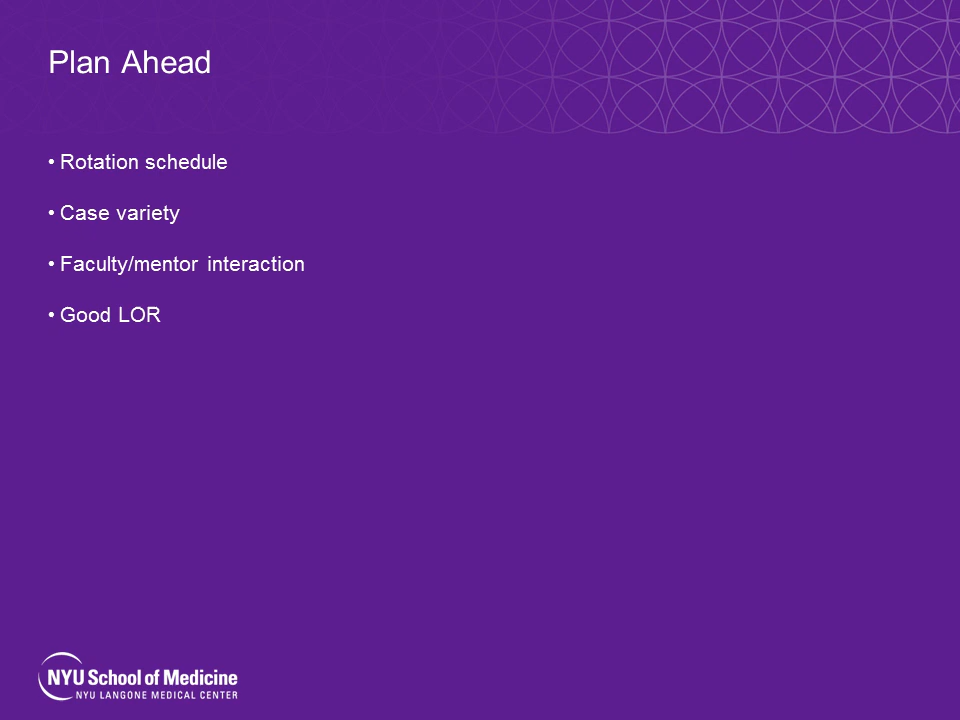 Plan Ahead
• Rotation schedule
• Case variety
• Faculty/mentor interaction
• Good LOR
NYU School of Medicine
NYU LANGONE MEDICAL CENTER